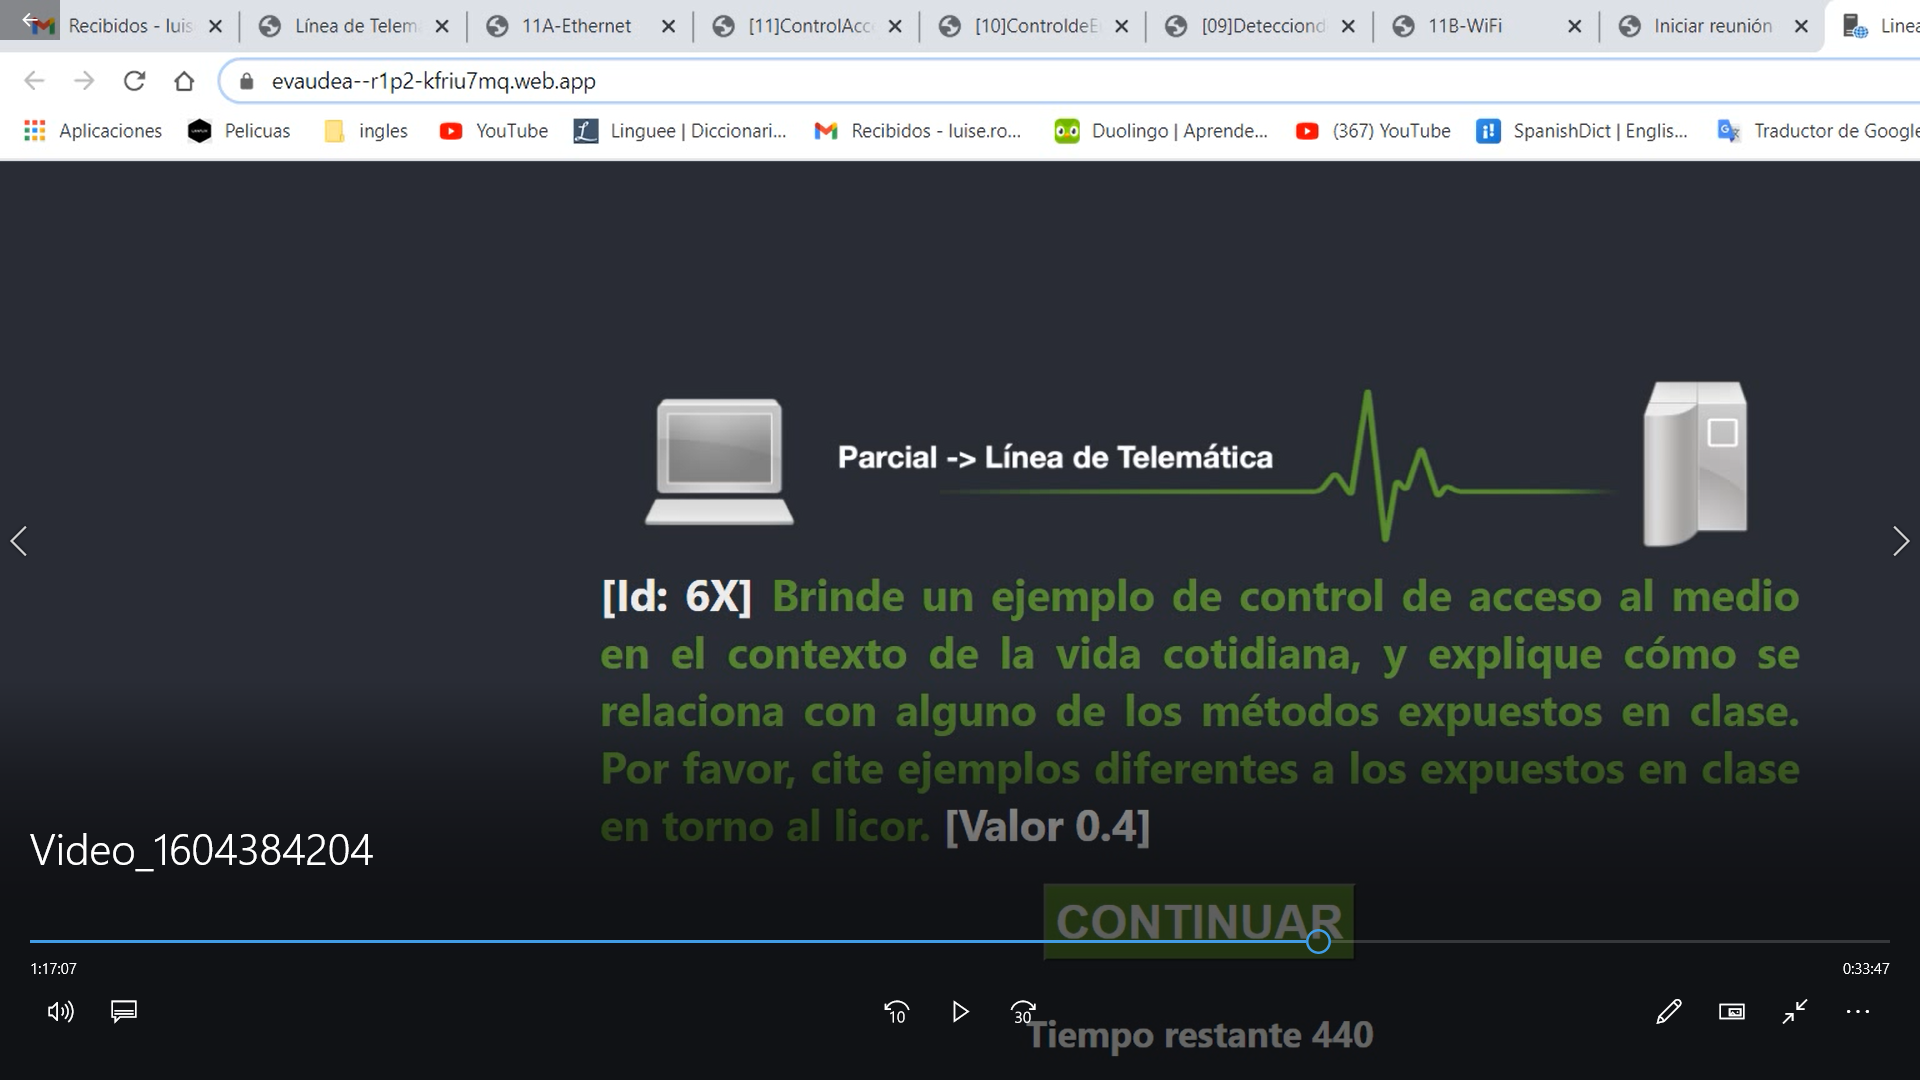 Recibidos - luis
Línea de Telem
11A-Ethernet
[11]ControlAcc
[10]ControldeE
[09]Detecciond
11B-WiFi
Iniciar reunión
Linea
evaudea--r1p2-kfriu7mq.web.app
Aplicaciones
Pelicuas
ingles
YouTube
Linguee | Diccionari...
Recibidos - luise.ro...
Duolingo | Aprende...
(367) YouTube
SpanishDict | Englis...
Traductor de Google
Parcial -> Línea de Telemática
[Id: 6X] Brinde un ejemplo de control de acceso al medio
en el contexto de la vida cotidiana, y explique cómo se
relaciona con alguno de los métodos expuestos en clase.
Por favor, cite ejemplos diferentes a los expuestos en clase
en torno al licor. [Valor 0.4]
Video_1604384204
CONTINUAR
1:17:07
0:33:47
10
30
Tiempo restante 440